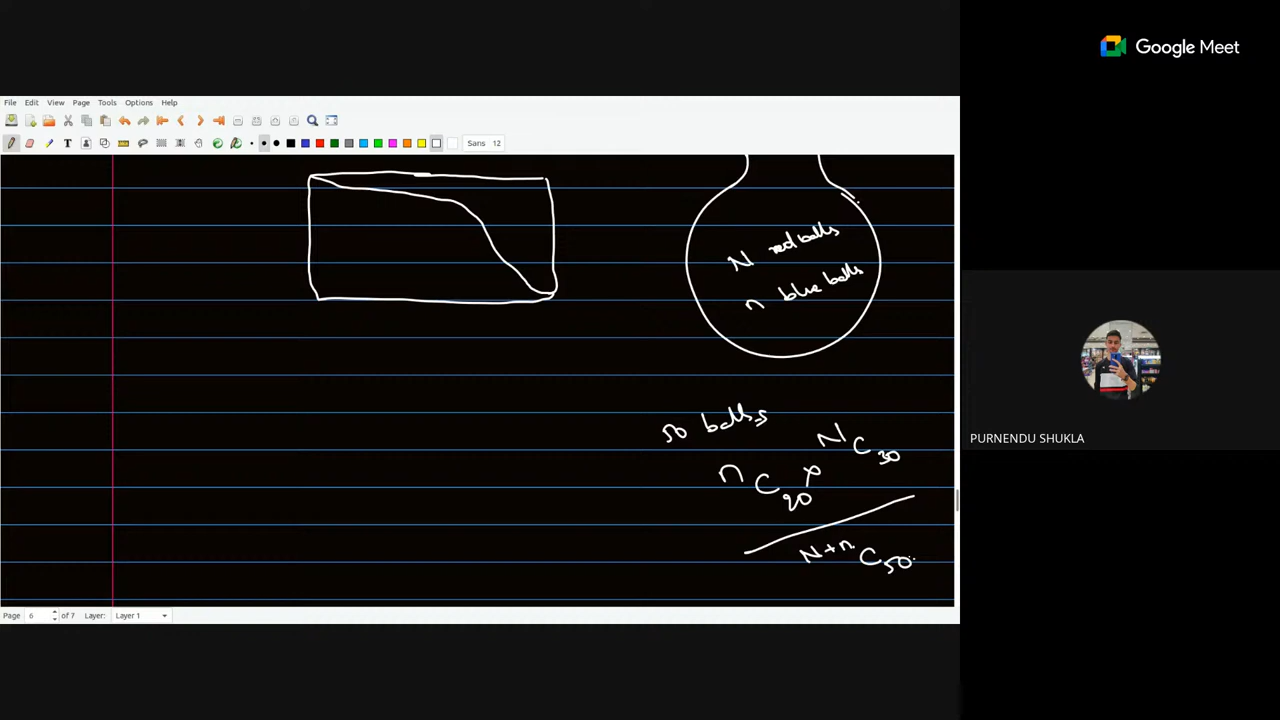 Google Meet
File Edit View Page Tools Options Help
T
Sans 12
N red balls
n blue balls
50 balls
N C 30
n C 20 ×
N+n C 50
PURNENDU SHUKLA
Page 6 of 7 Layer: Layer 1